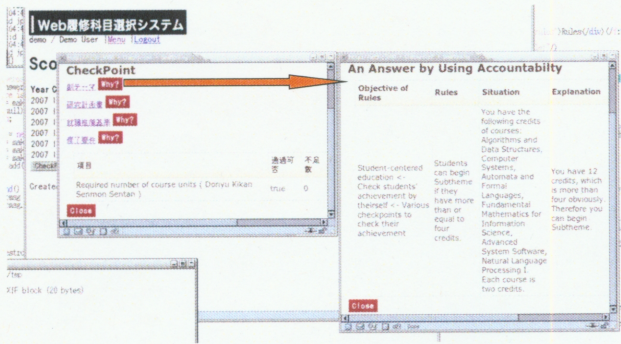 Web履修科目選択システム
demo / Demo User |Menu |Logout
Sco
Year C
2007
2007
2007
2007
2007
Create
CheckPoint
副テーマ Why?
研究計画書 Why?
就職推薦基準 Why?
修了要件 Why?
項目 通過可否 不足数
Required number of course units ( Donyu Kikan Senmon Sentan ) true 0
Close
An Answer by Using Accountabilty
Objective of Rules
Rules
Situation
Explanation
Student-centered
education <-
Check students'
achievement by
theirself <- Various
checkpoints to
check their
achievement
Students
can begin
Subtheme
if they
have more
than or
equal to
four
credits.
You have the
following credits
of courses:
Algorithms and
Data Structures,
Computer
Systems,
Automata and
Formal
Languages,
Fundamental
Mathematics for
Information
Science,
Advanced
System Software,
Natural Language
Processing I.
Each course is
two credits.
You have 12
credits, which
is more than
four obviously.
Therefore you
can begin
Subtheme.
Close
/tmp
XIF block (20 bytes)